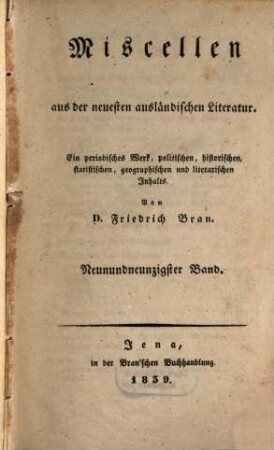 Miscellen
aus der neuesten ausländischen Literatur.
Ein periodisches Werk, politischen, historischen,
statistischen, geographischen und literarischen
Inhalts.
Von
D. Friedrich Bran.
Neunundneunzigster Band.
Jena,
in der Bran'schen Buchhandlung.
1839.